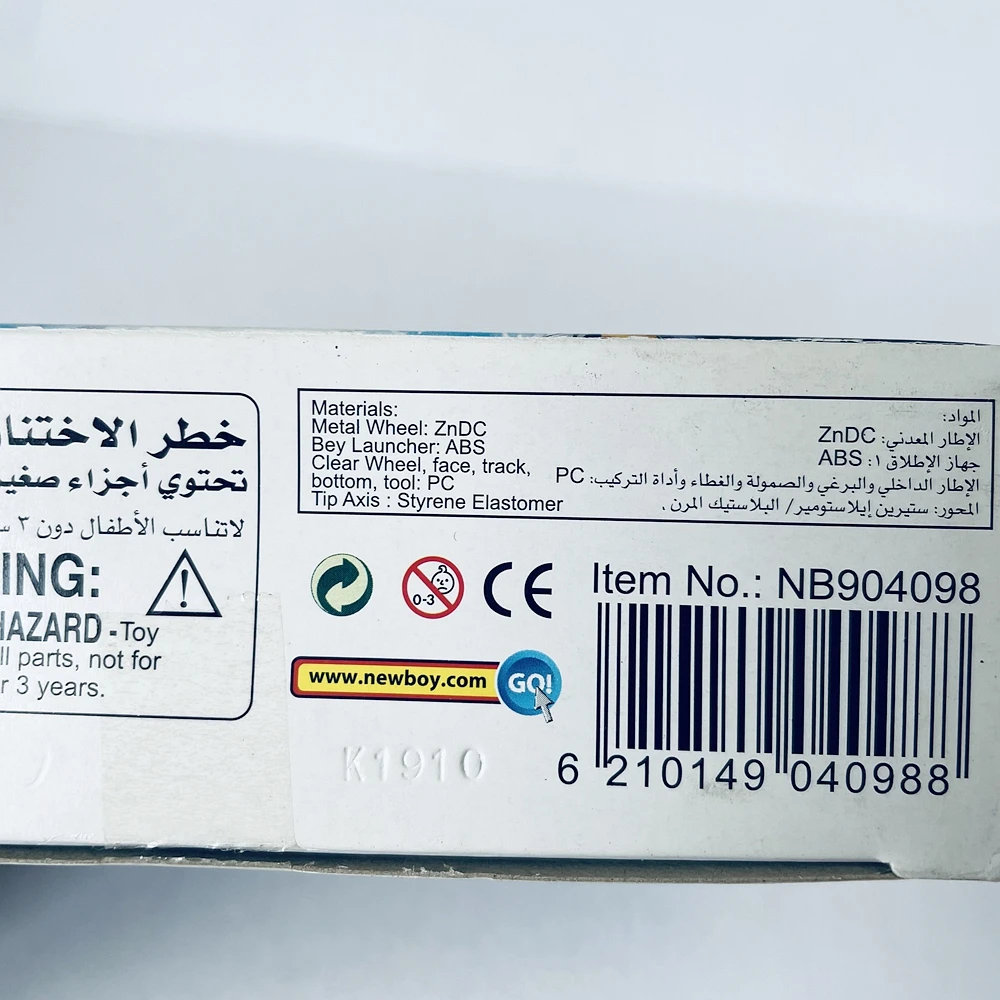 خطر الاختنا
تحتوي أجزاء صغير
لاتناسب الأطفال دون ٣ س
ING:
HAZARD - Toy
ll parts, not for
r 3 years.
Materials:
Metal Wheel: ZnDC
Bey Launcher: ABS
Clear Wheel, face, track,
bottom, tool: PC
Tip Axis : Styrene Elastomer
المواد:
الإطار المعدني: ZnDC
جهاز الإطلاق ١: ABS
الإطار الداخلي والبرغي والصمولة والغطاء وأداة التركيب: PC
المحور: ستيرين إيلاستومير/ البلاستيك المرن .
0-3
CE
Item No.: NB904098
www.newboy.com GO!
K1910
6 210149 040988